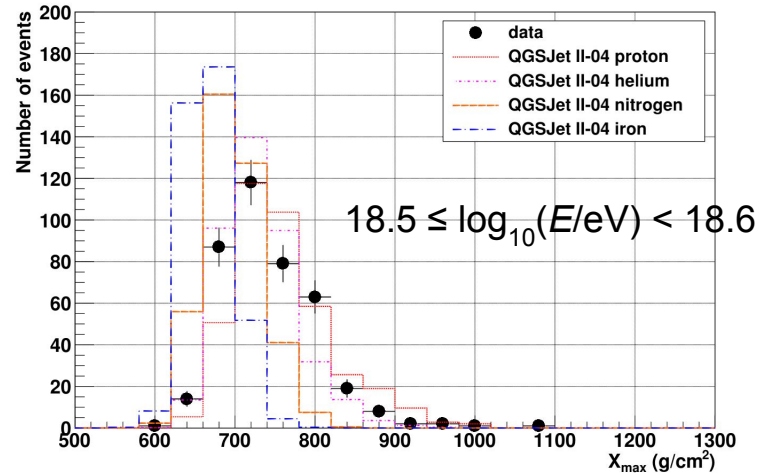 Number of events
200
180
160
140
120
100
80
60
40
20
0
data
QGSJet II-04 proton
QGSJet II-04 helium
QGSJet II-04 nitrogen
QGSJet II-04 iron
18.5 ≤ log₁₀(E/eV) < 18.6
500 600 700 800 900 1000 1100 1200 1300
Xₘₐₓ (g/cm²)